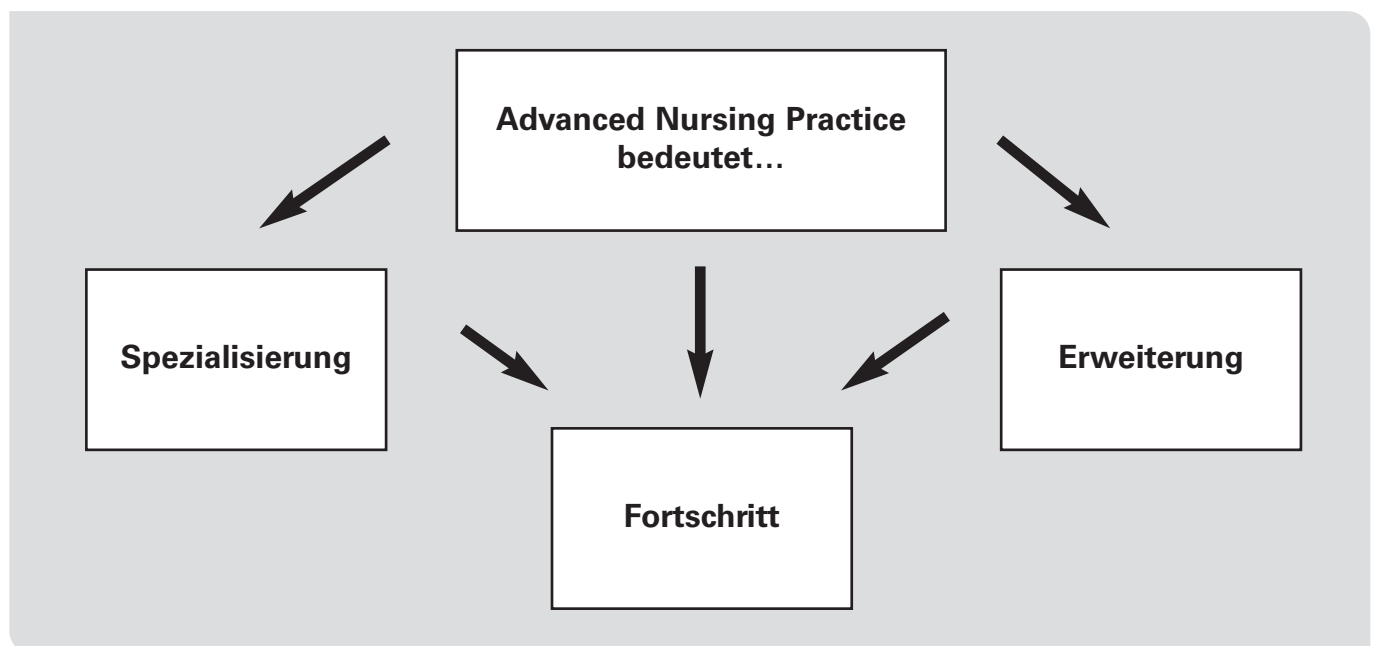 Advanced Nursing Practice
bedeutet...
Spezialisierung
Erweiterung
Fortschritt